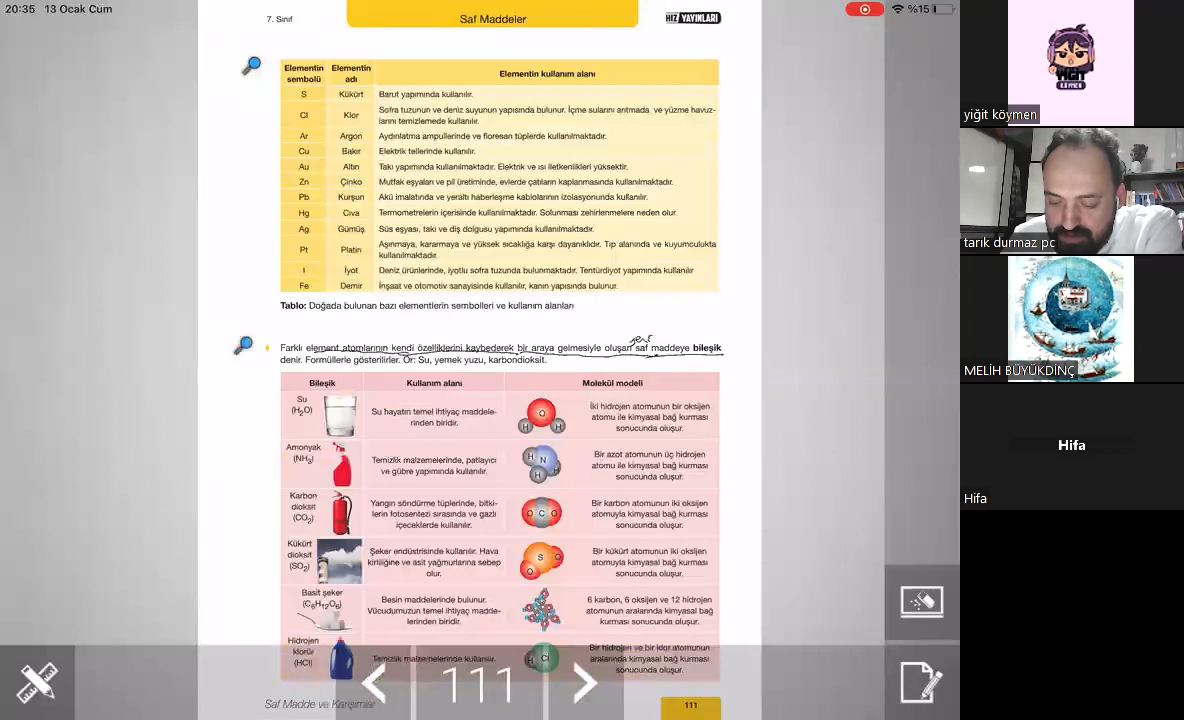 20:35 13 Ocak Cum
%15
7. Sınıf
Saf Maddeler
HIZ YAYINLARI
Elementin sembolü Elementin adı Elementin kullanım alanı
S Kükürt Barut yapımında kullanılır.
Cl Klor Sofra tuzunun ve deniz suyunun yapısında bulunur. İçme sularını arıtmada ve yüzme havuz-
larını temizlemede kullanılır.
Ar Argon Aydınlatma ampullerinde ve floresan tüplerde kullanılmaktadır.
Cu Bakır Elektrik tellerinde kullanılır.
Au Altın Takı yapımında kullanılmaktadır. Elektrik ve ısı iletkenlikleri yüksektir.
Zn Çinko Mutfak eşyaları ve pil üretiminde, evlerde çatıların kaplanmasında kullanılmaktadır.
Pb Kurşun Akü imalatında ve yeraltı haberleşme kablolarının izolasyonunda kullanılır.
Hg Cıva Termometrelerin içerisinde kullanılmaktadır. Solunması zehirlenmelere neden olur.
Ag Gümüş Süs eşyası, takı ve diş dolgusu yapımında kullanılmaktadır.
Pt Platin Aşınmaya, kararmaya ve yüksek sıcaklığa karşı dayanıklıdır. Tıp alanında ve kuyumculukta
kullanılmaktadır.
I İyot Deniz ürünlerinde, iyotlu sofra tuzunda bulunmaktadır. Tentürdiyot yapımında kullanılır
Fe Demir İnşaat ve otomotiv sanayisinde kullanılır, kanın yapısında bulunur.
Tablo: Doğada bulunan bazı elementlerin sembolleri ve kullanım alanları
Farklı element atomlarının kendi özelliklerini kaybederek bir araya gelmesiyle oluşan saf maddeye bileşik
denir. Formüllerle gösterilirler. Ör: Su, yemek yuzu, karbondioksit.
Bileşik Kullanım alanı Molekül modeli
Su
(H2O)
Su hayatın temel ihtiyaç maddele-
rinden biridir.
O
H H
İki hidrojen atomunun bir oksijen
atomu ile kimyasal bağ kurması
sonucunda oluşur.
Amonyak
(NH3)
Temizlik malzemelerinde, patlayıcı
ve gübre yapımında kullanılır.
H N
H H
Bir azot atomunun üç hidrojen
atomu ile kimyasal bağ kurması
sonucunda oluşur.
Karbon
dioksit
(CO2)
Yangın söndürme tüplerinde, bitki-
lerin fotosentezi sırasında ve gazlı
içeceklerde kullanılır.
O C O
Bir karbon atomunun iki oksijen
atomuyla kimyasal bağ kurması
sonucunda oluşur.
Kükürt
dioksit
(SO2)
Şeker endüstrisinde kullanılır. Hava
kirliliğine ve asit yağmurlarına sebep
olur.
S O
O
Bir kükürt atomunun iki oksijen
atomuyla kimyasal bağ kurması
sonucunda oluşur.
Basit şeker
(C6H12O6)
Besin maddelerinde bulunur.
Vücudumuzun temel ihtiyaç madde-
lerinden biridir.
6 karbon, 6 oksijen ve 12 hidrojen
atomunun aralarında kimyasal bağ
kurması sonucunda oluşur.
Hidrojen
klorür
(HCl)
Temizlik malzemelerinde kullanılır.
H Cl
Bir hidrojen ve bir klor atomunun
aralarında kimyasal bağ kurması
sonucunda oluşur.
111
Saf Madde ve Karışımlar
111
YİĞİT
KÖYMEN
yiğit köymen
tarık durmaz pc
MELİH BÜYÜKDİNÇ
Hifa
Hifa